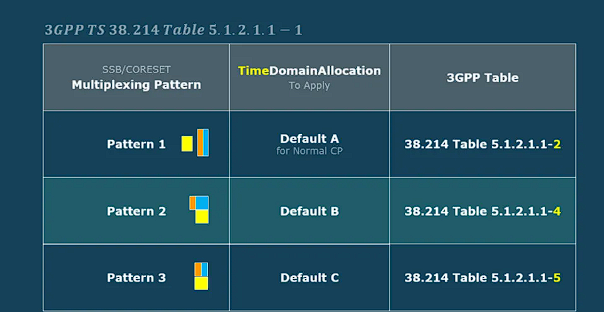 3GPP TS 38.214 Table 5.1.2.1.1 − 1
SSB/CORESET
Multiplexing Pattern
TimeDomainAllocation
To Apply
3GPP Table
Pattern 1
Default A
for Normal CP
38.214 Table 5.1.2.1.1-2
Pattern 2
Default B
38.214 Table 5.1.2.1.1-4
Pattern 3
Default C
38.214 Table 5.1.2.1.1-5